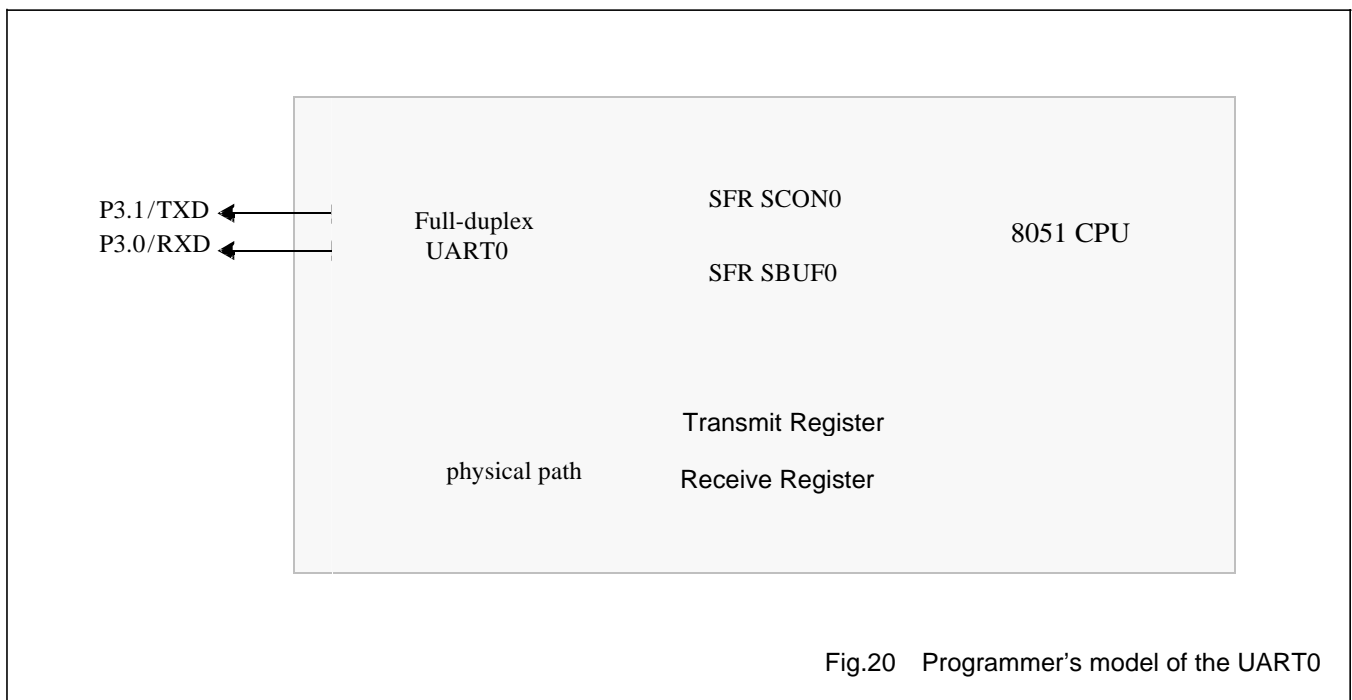 P3.1/TXD
P3.0/RXD
Full-duplex
UART0
SFR SCON0
SFR SBUF0
8051 CPU
Transmit Register
physical path
Receive Register
Fig.20 Programmer's model of the UART0